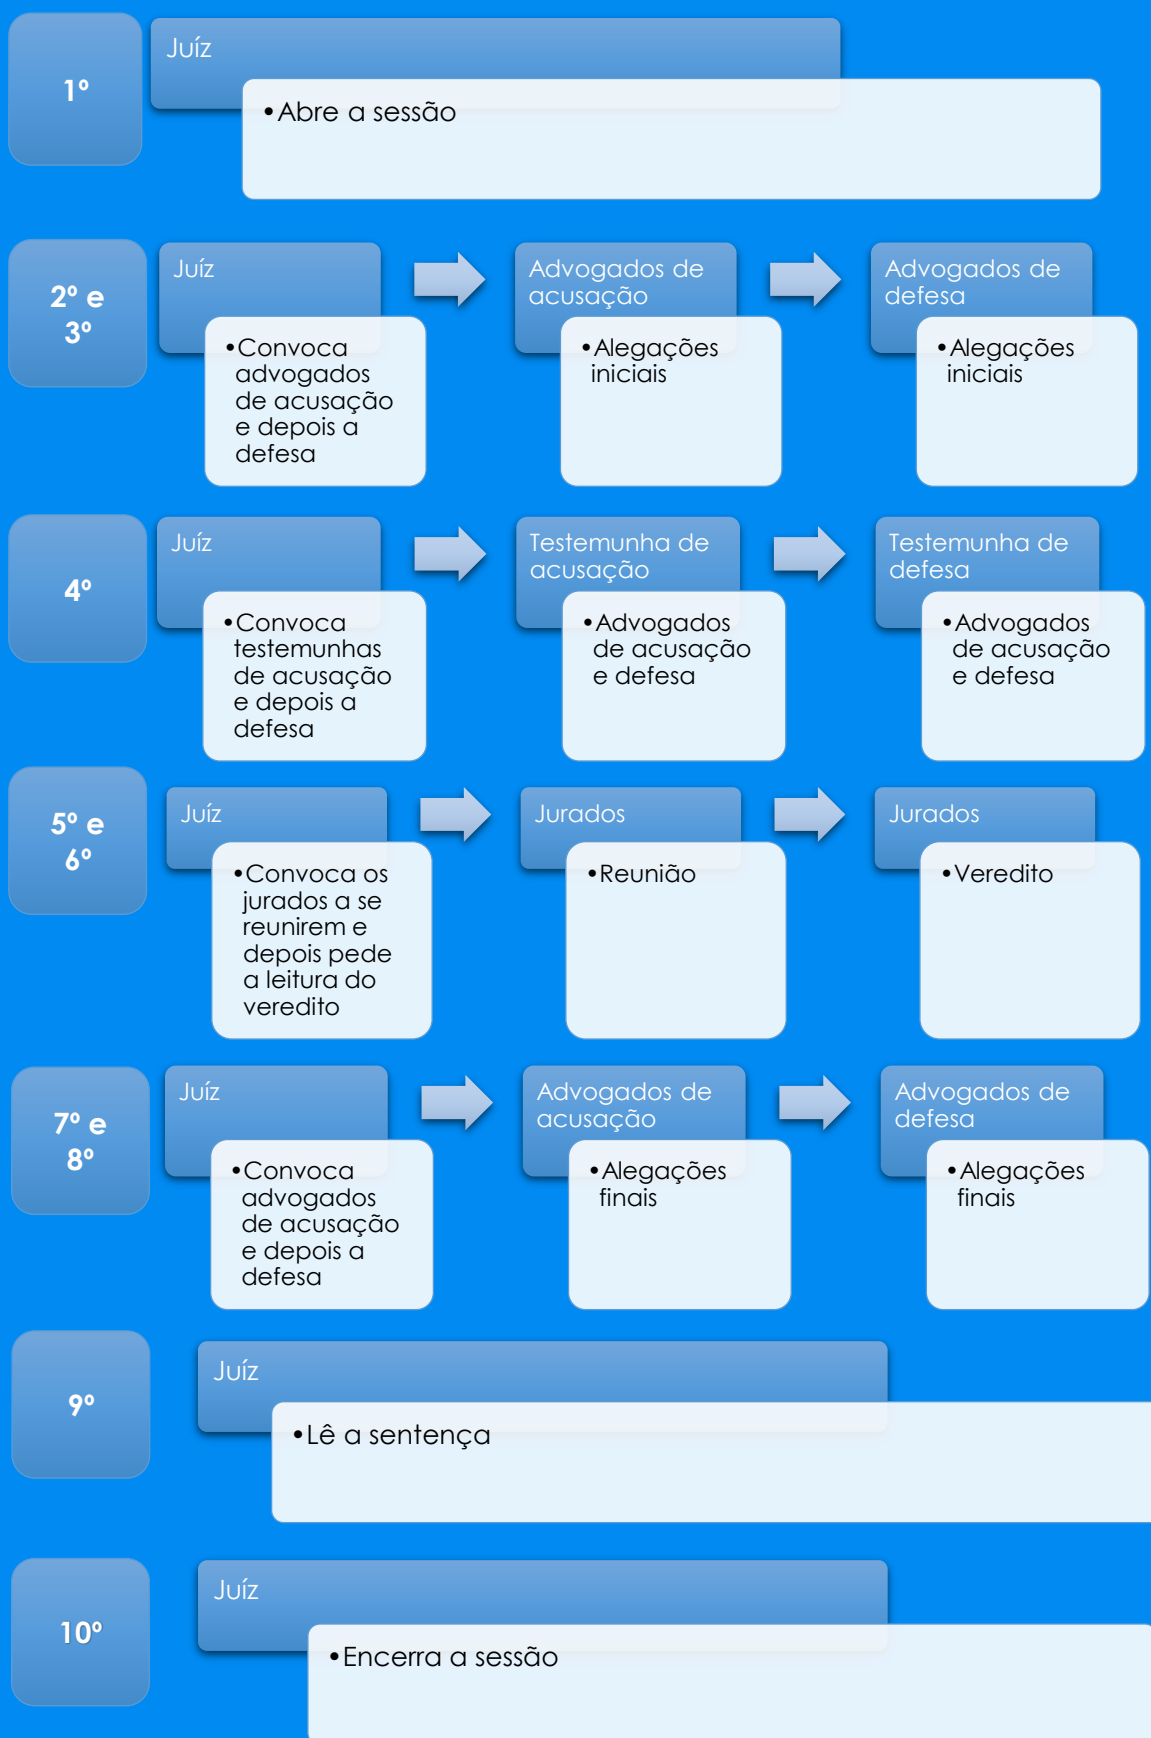 1º
Juíz
•Abre a sessão
2º e
3º
Juíz
•Convoca
advogados
de acusação
e depois a
defesa
Advogados de
acusação
•Alegações
iniciais
Advogados de
defesa
•Alegações
iniciais
4º
Juíz
•Convoca
testemunhas
de acusação
e depois a
defesa
Testemunha de
acusação
•Advogados
de acusação
e defesa
Testemunha de
defesa
•Advogados
de acusação
e defesa
5º e
6º
Juíz
•Convoca os
jurados a se
reunirem e
depois pede
a leitura do
veredito
Jurados
•Reunião
Jurados
•Veredito
7º e
8º
Juíz
•Convoca
advogados
de acusação
e depois a
defesa
Advogados de
acusação
•Alegações
finais
Advogados de
defesa
•Alegações
finais
9º
Juíz
•Lê a sentença
10º
Juíz
•Encerra a sessão